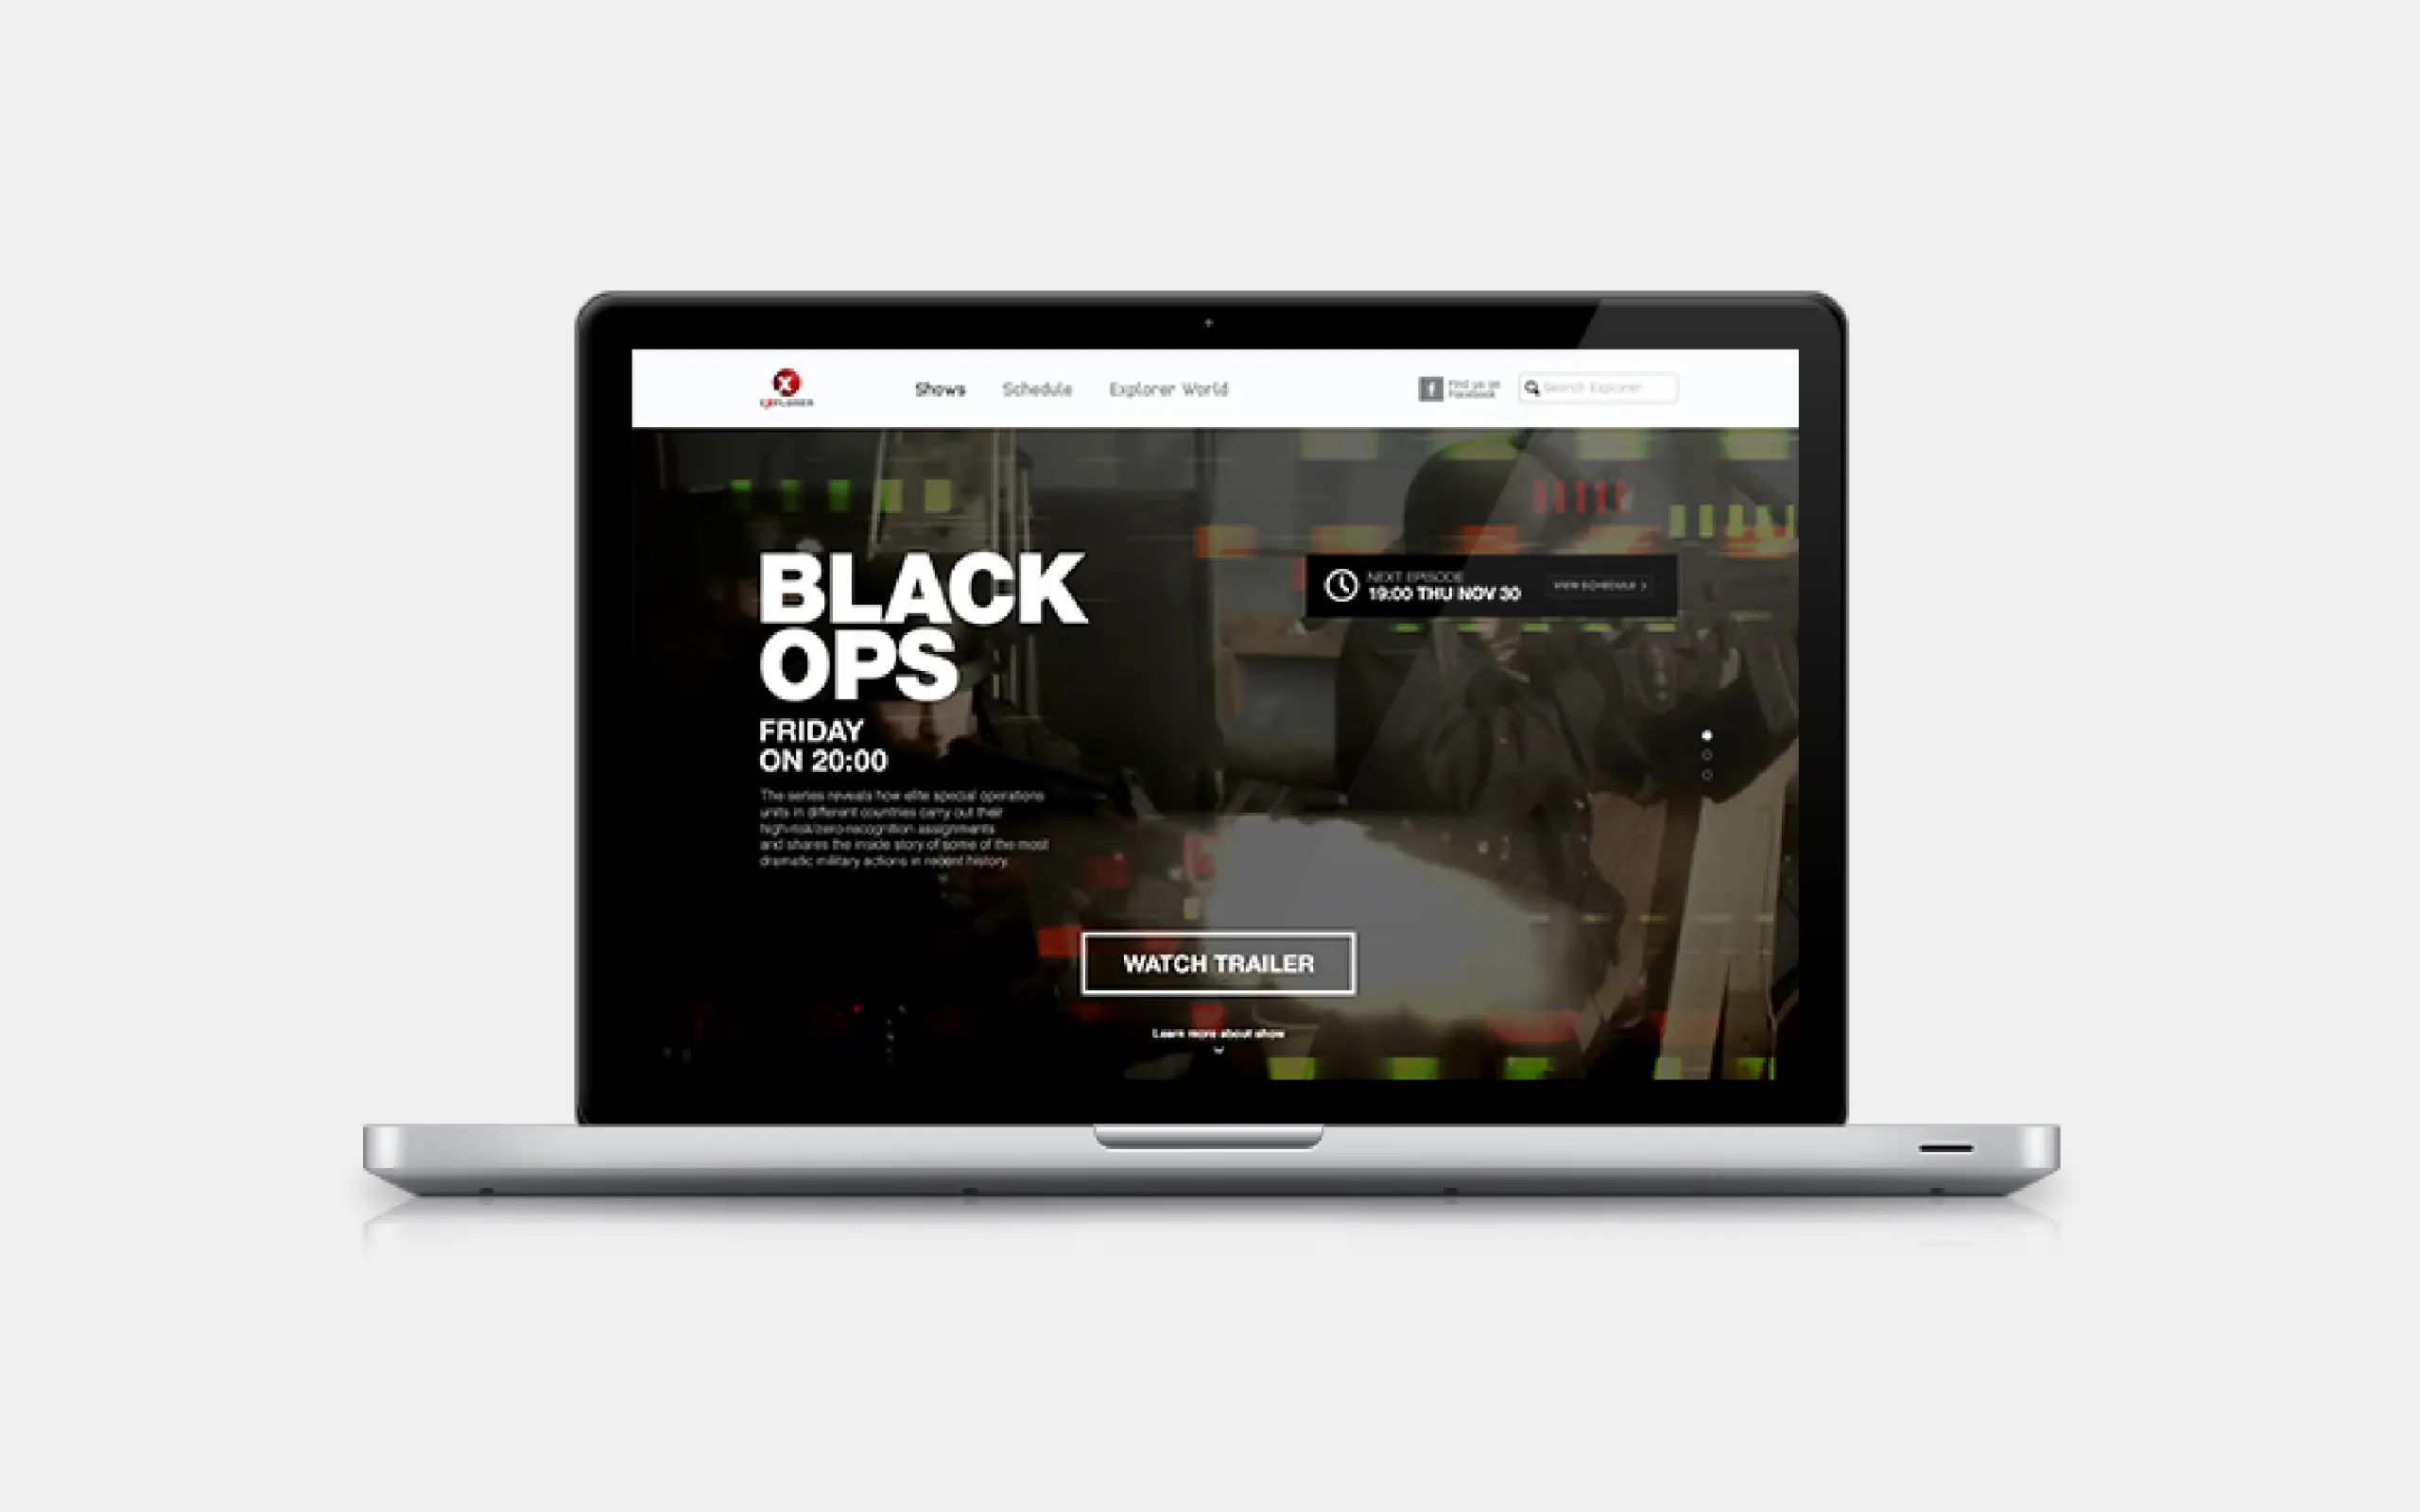 EXPLORER
Shows
Schedule
Explorer World
Find us on
Facebook
Search Explorer
BLACK
OPS
FRIDAY
ON 20:00
The series reveals how elite special operations
units in different countries carry out their
high-risk/zero-recognition assignments
and shares the inside story of some of the most
dramatic military actions in recent history.
NEXT EPISODE
19:00 THU NOV 30
VIEW SCHEDULE >
WATCH TRAILER
Learn more about show